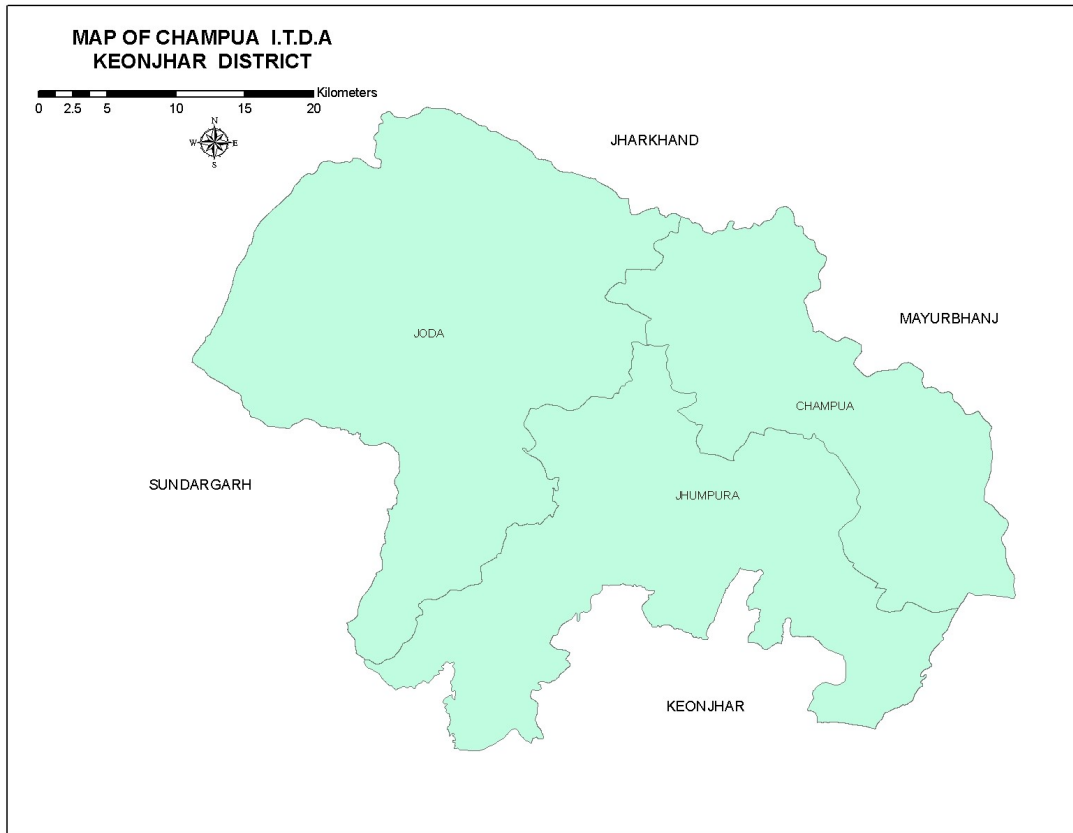 MAP OF CHAMPUA I.T.D.A
KEONJHAR DISTRICT
Kilometers
0 2.5 5 10 15 20
N
W E
S
JHARKHAND
MAYURBHANJ
JODA
CHAMPUA
SUNDARGARH
JHUMPURA
KEONJHAR